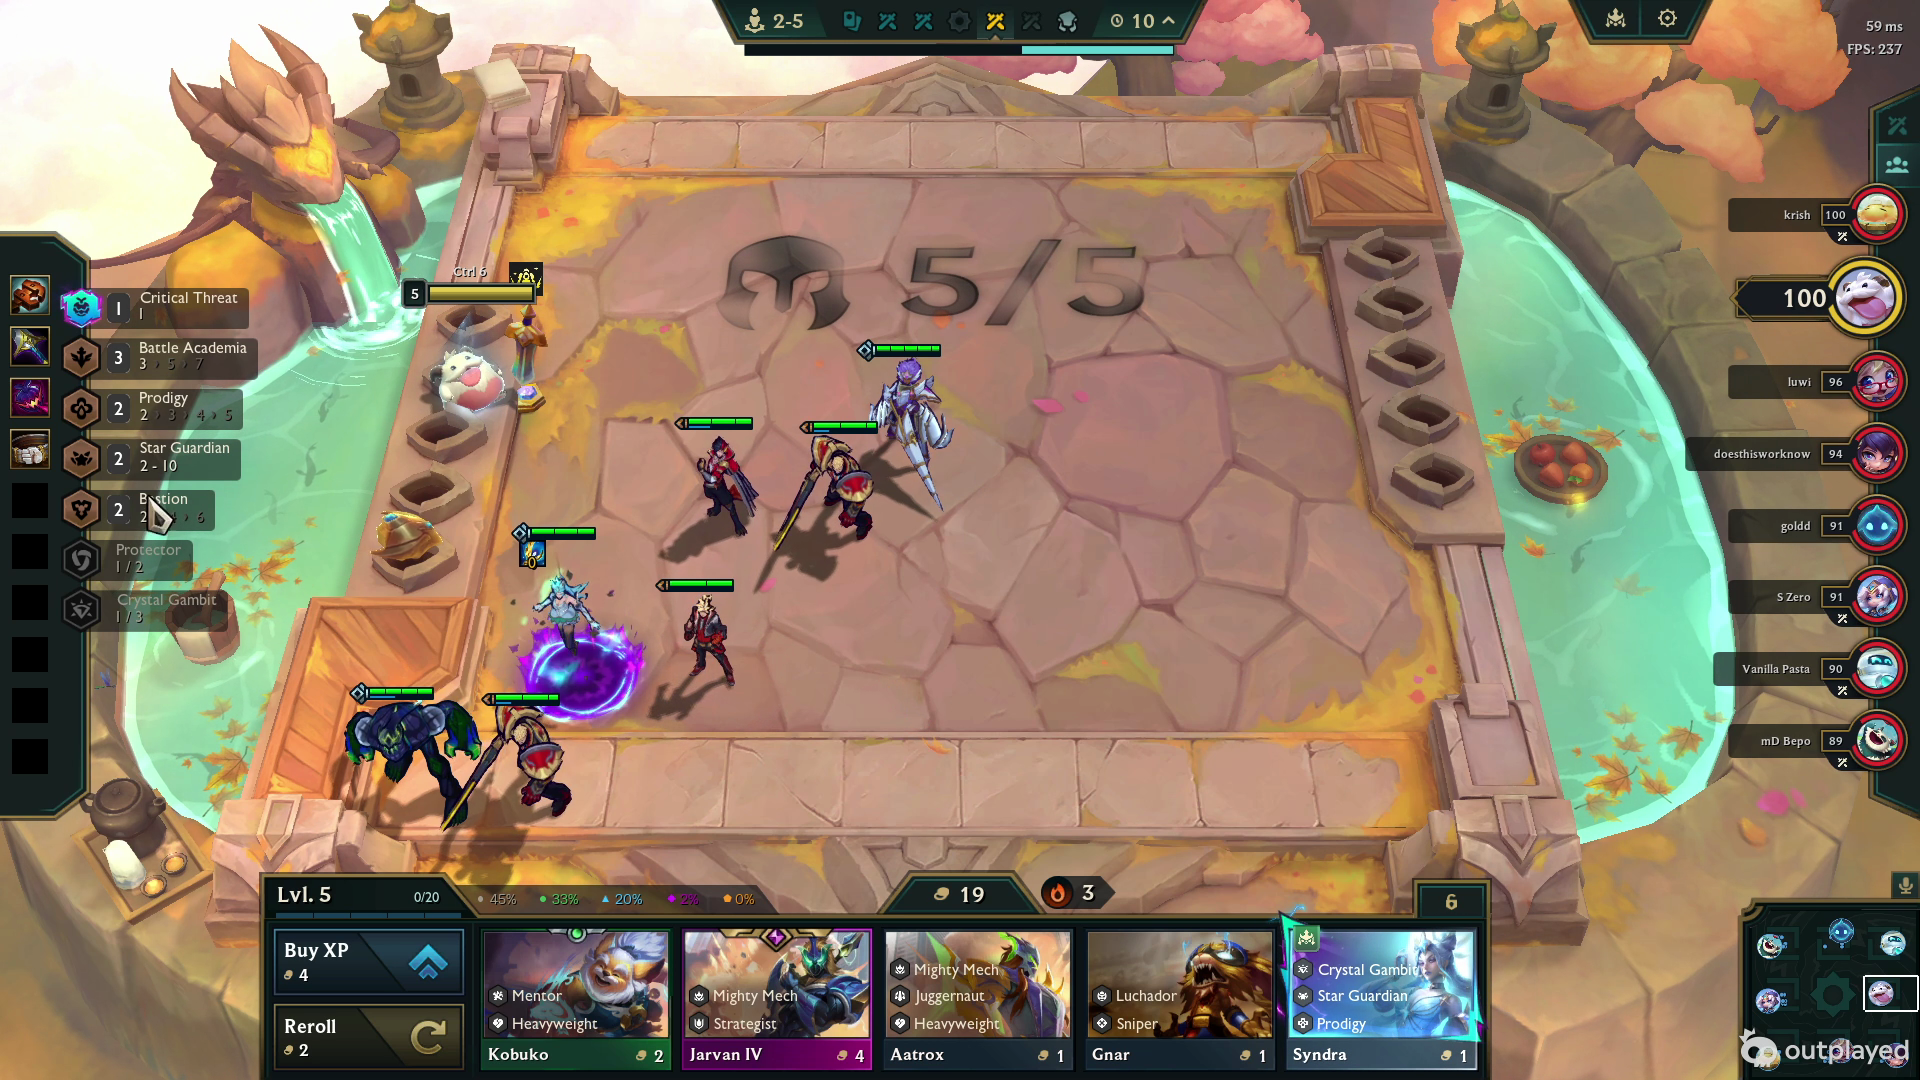 2-5
10
59 ms
FPS: 237
krish 100
100
luwi 96
doesthisworknow 94
goldd 91
S Zero 91
Vanilla Pasta 90
mD Bepo 89
1 Critical Threat
1
3 Battle Academia
3 › 5 › 7
2 Prodigy
2 › 3 › 4 › 5
2 Star Guardian
2 - 10
2 Bastion
2 › 4 › 6
Protector
1 / 2
Crystal Gambit
1 / 3
Ctrl 6
5
5/5
0
Lvl. 5
0/20
45%
33%
20%
2%
0%
19
3
6
Buy XP
4
Reroll
2
Mentor
Heavyweight
Kobuko 2
Mighty Mech
Strategist
Jarvan IV 4
Mighty Mech
Juggernaut
Heavyweight
Aatrox 1
Luchador
Sniper
Gnar 1
Crystal Gambit
Star Guardian
Prodigy
Syndra 1
outplayed